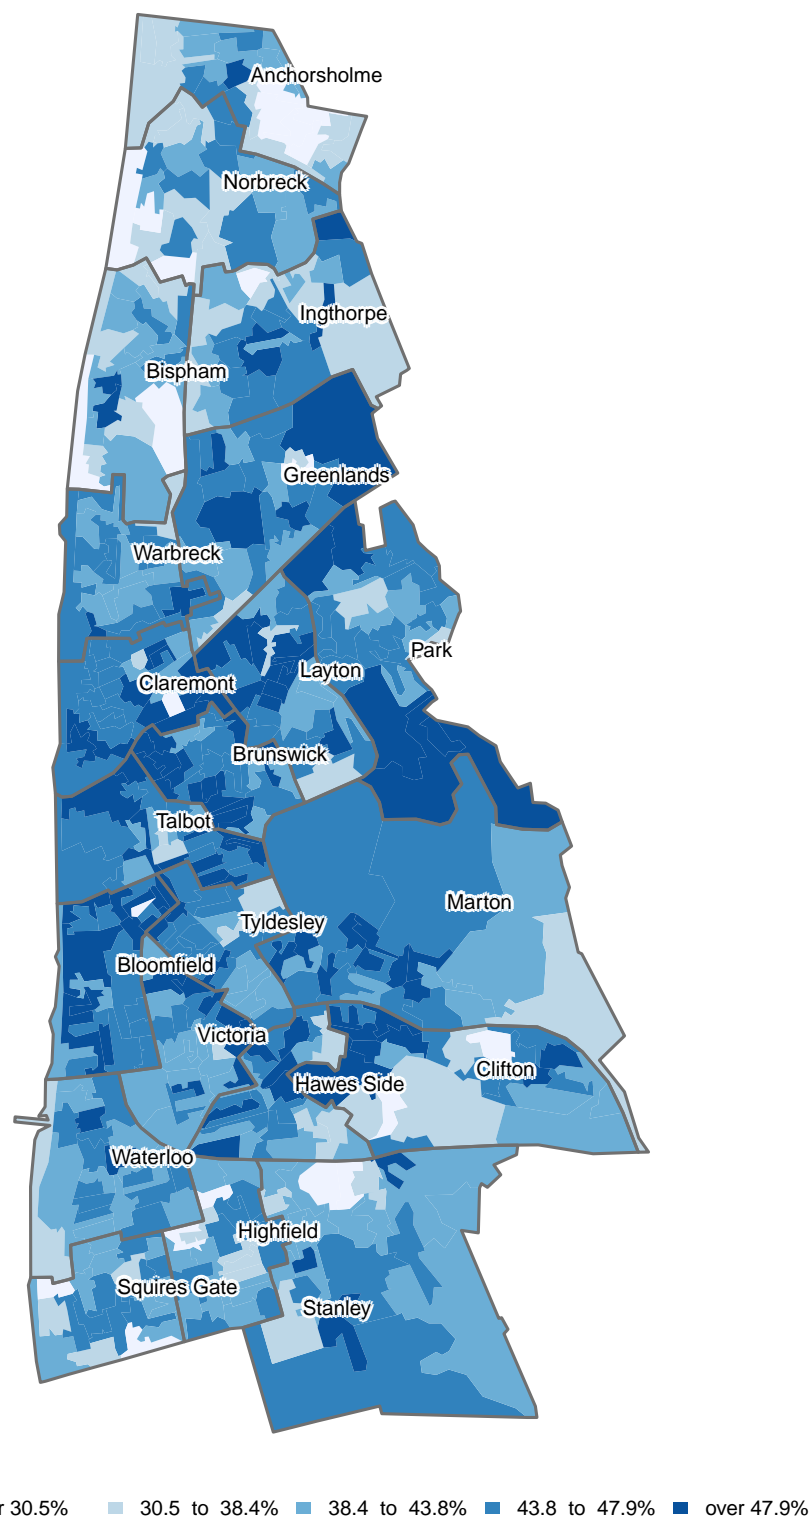 Anchorsholme
Norbreck
Ingthorpe
Bispham
Greenlands
Warbreck
Park
Layton
Claremont
Brunswick
Talbot
Marton
Tyldesley
Bloomfield
Victoria
Clifton
Hawes Side
Waterloo
Highfield
Squires Gate
Stanley
r 30.5% 30.5 to 38.4% 38.4 to 43.8% 43.8 to 47.9% over 47.9%